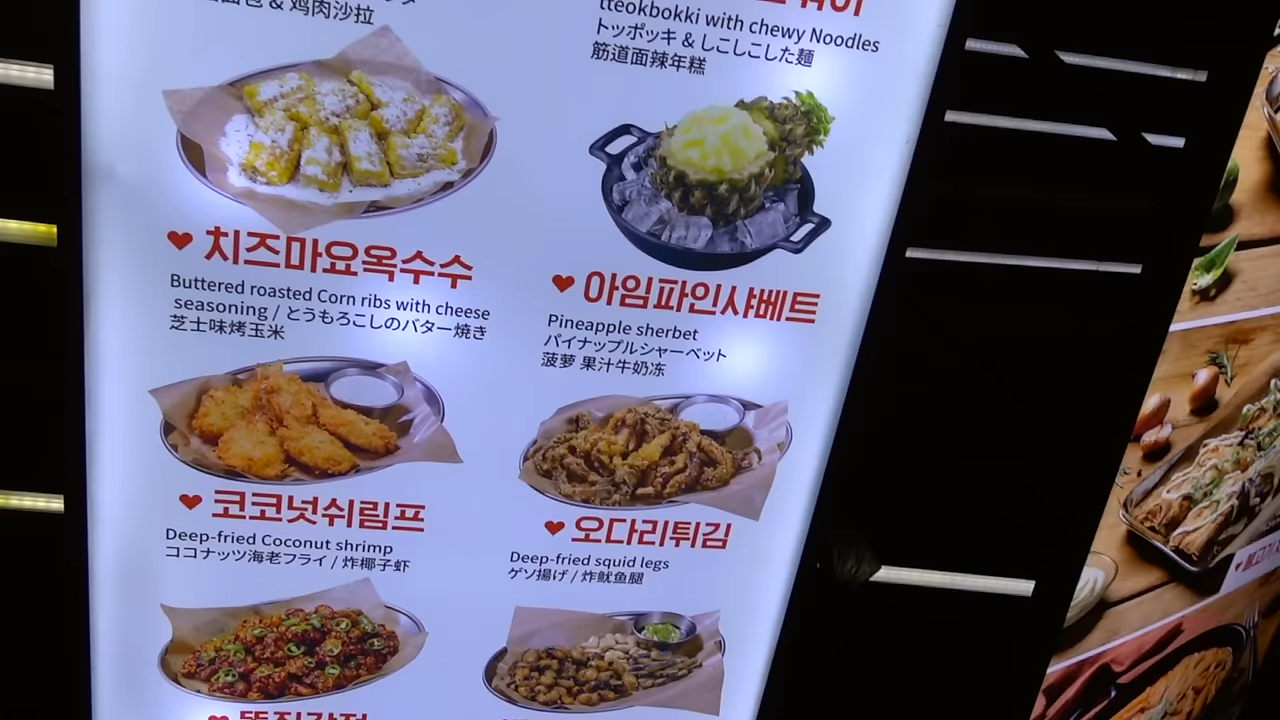 & 鸡肉沙拉
tteokbokki with chewy Noodles
トッポッキ & しこしこした麺
筋道面辣年糕
치즈마요옥수수
Buttered roasted Corn ribs with cheese
seasoning / とうもろこしのバター焼き
芝士味烤玉米
아임파인샤베트
Pineapple sherbet
パイナップルシャーベット
菠萝 果汁牛奶冻
코코넛쉬림프
Deep-fried Coconut shrimp
ココナッツ海老フライ / 炸椰子虾
오다리튀김
Deep-fried squid legs
ゲソ揚げ / 炸鱿鱼腿